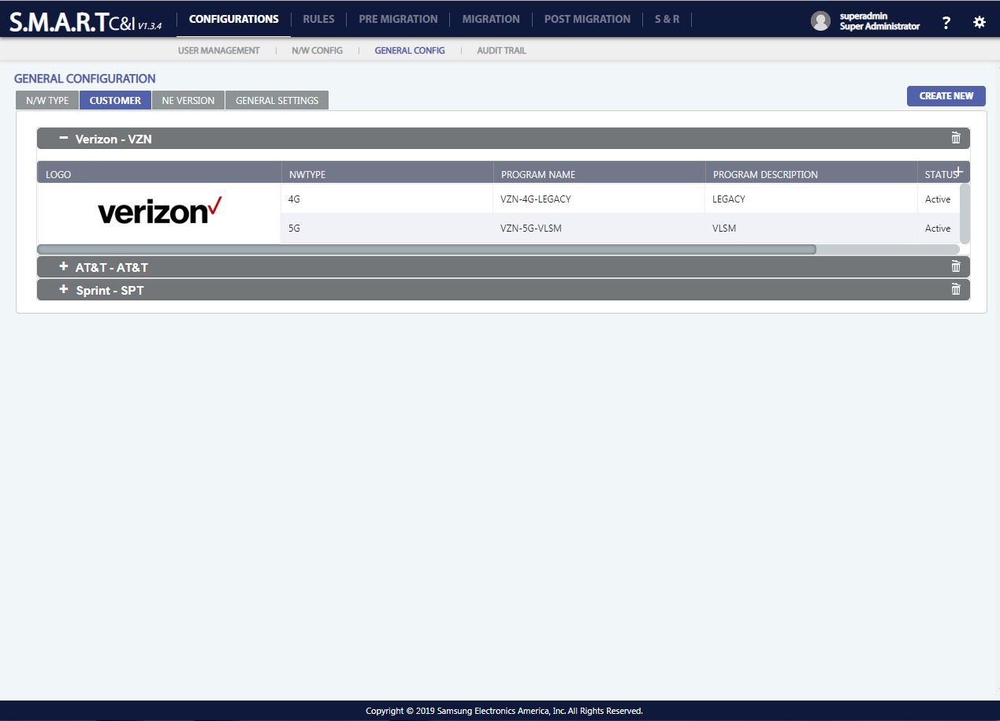 S.M.A.R.T C&I V1.3.4
CONFIGURATIONS RULES PRE MIGRATION MIGRATION POST MIGRATION S & R
superadmin
Super Administrator
?
USER MANAGEMENT N/W CONFIG GENERAL CONFIG AUDIT TRAIL
GENERAL CONFIGURATION
N/W TYPE CUSTOMER NE VERSION GENERAL SETTINGS
CREATE NEW
Verizon - VZN
LOGO NWTYPE PROGRAM NAME PROGRAM DESCRIPTION STATUS
verizon
4G VZN-4G-LEGACY LEGACY Active
5G VZN-5G-VLSM VLSM Active
AT&T - AT&T
Sprint - SPT
Copyright © 2019 Samsung Electronics America, Inc. All Rights Reserved.